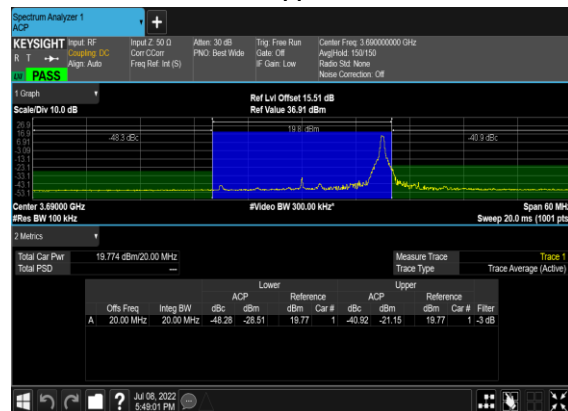 Spectrum Analyzer 1
ACP
+
KEYSIGHT Input: RF Input Z: 50 Ω Atten: 30 dB Trig: Free Run Center Freq: 3.690000000 GHz
R T Coupling: DC Corr CCorr PNO: Best Wide Gate: Off Avg|Hold: 150/150
Align: Auto Freq Ref: Int (S) IF Gain: Low Radio Std: None
LW PASS Noise Correction: Off
1 Graph Ref Lvl Offset 15.51 dB
Scale/Div 10.0 dB Ref Value 36.91 dBm
26.9
16.9 19.8 dBm
6.91 -48.3 dBc -40.9 dBc
-3.09
-13.1
-23.1
-33.1
-43.1
-53.1
Center 3.69000 GHz #Video BW 300.00 kHz* Span 60 MHz
#Res BW 100 kHz Sweep 20.0 ms (1001 pts
2 Metrics
Total Car Pwr 19.774 dBm/20.00 MHz Measure Trace Trace 1
Total PSD --- Trace Type Trace Average (Active)
Lower Upper
ACP Reference ACP Reference
Offs Freq Integ BW dBc dBm dBm Car # dBc dBm dBm Car # Filter
A 20.00 MHz 20.00 MHz -48.28 -28.51 19.77 1 -40.92 -21.15 19.77 1 -3 dB
? Jul 08, 2022
5:49:01 PM